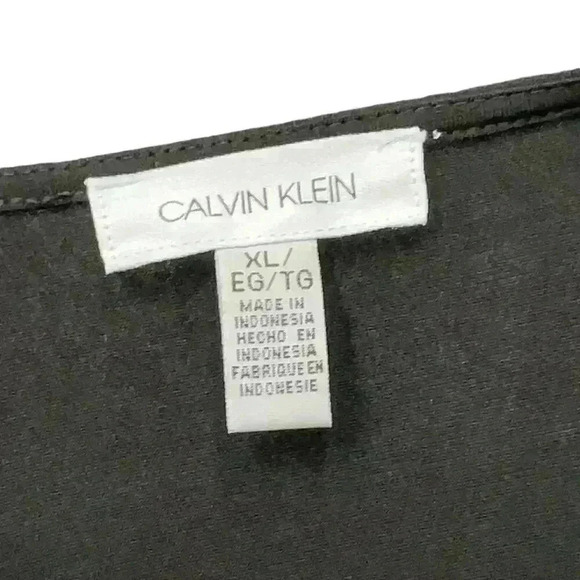 CALVIN KLEIN
XL/
EG/TG
MADE IN
INDONESIA
HECHO EN
INDONESIA
FABRIQUE EN
INDONESIE